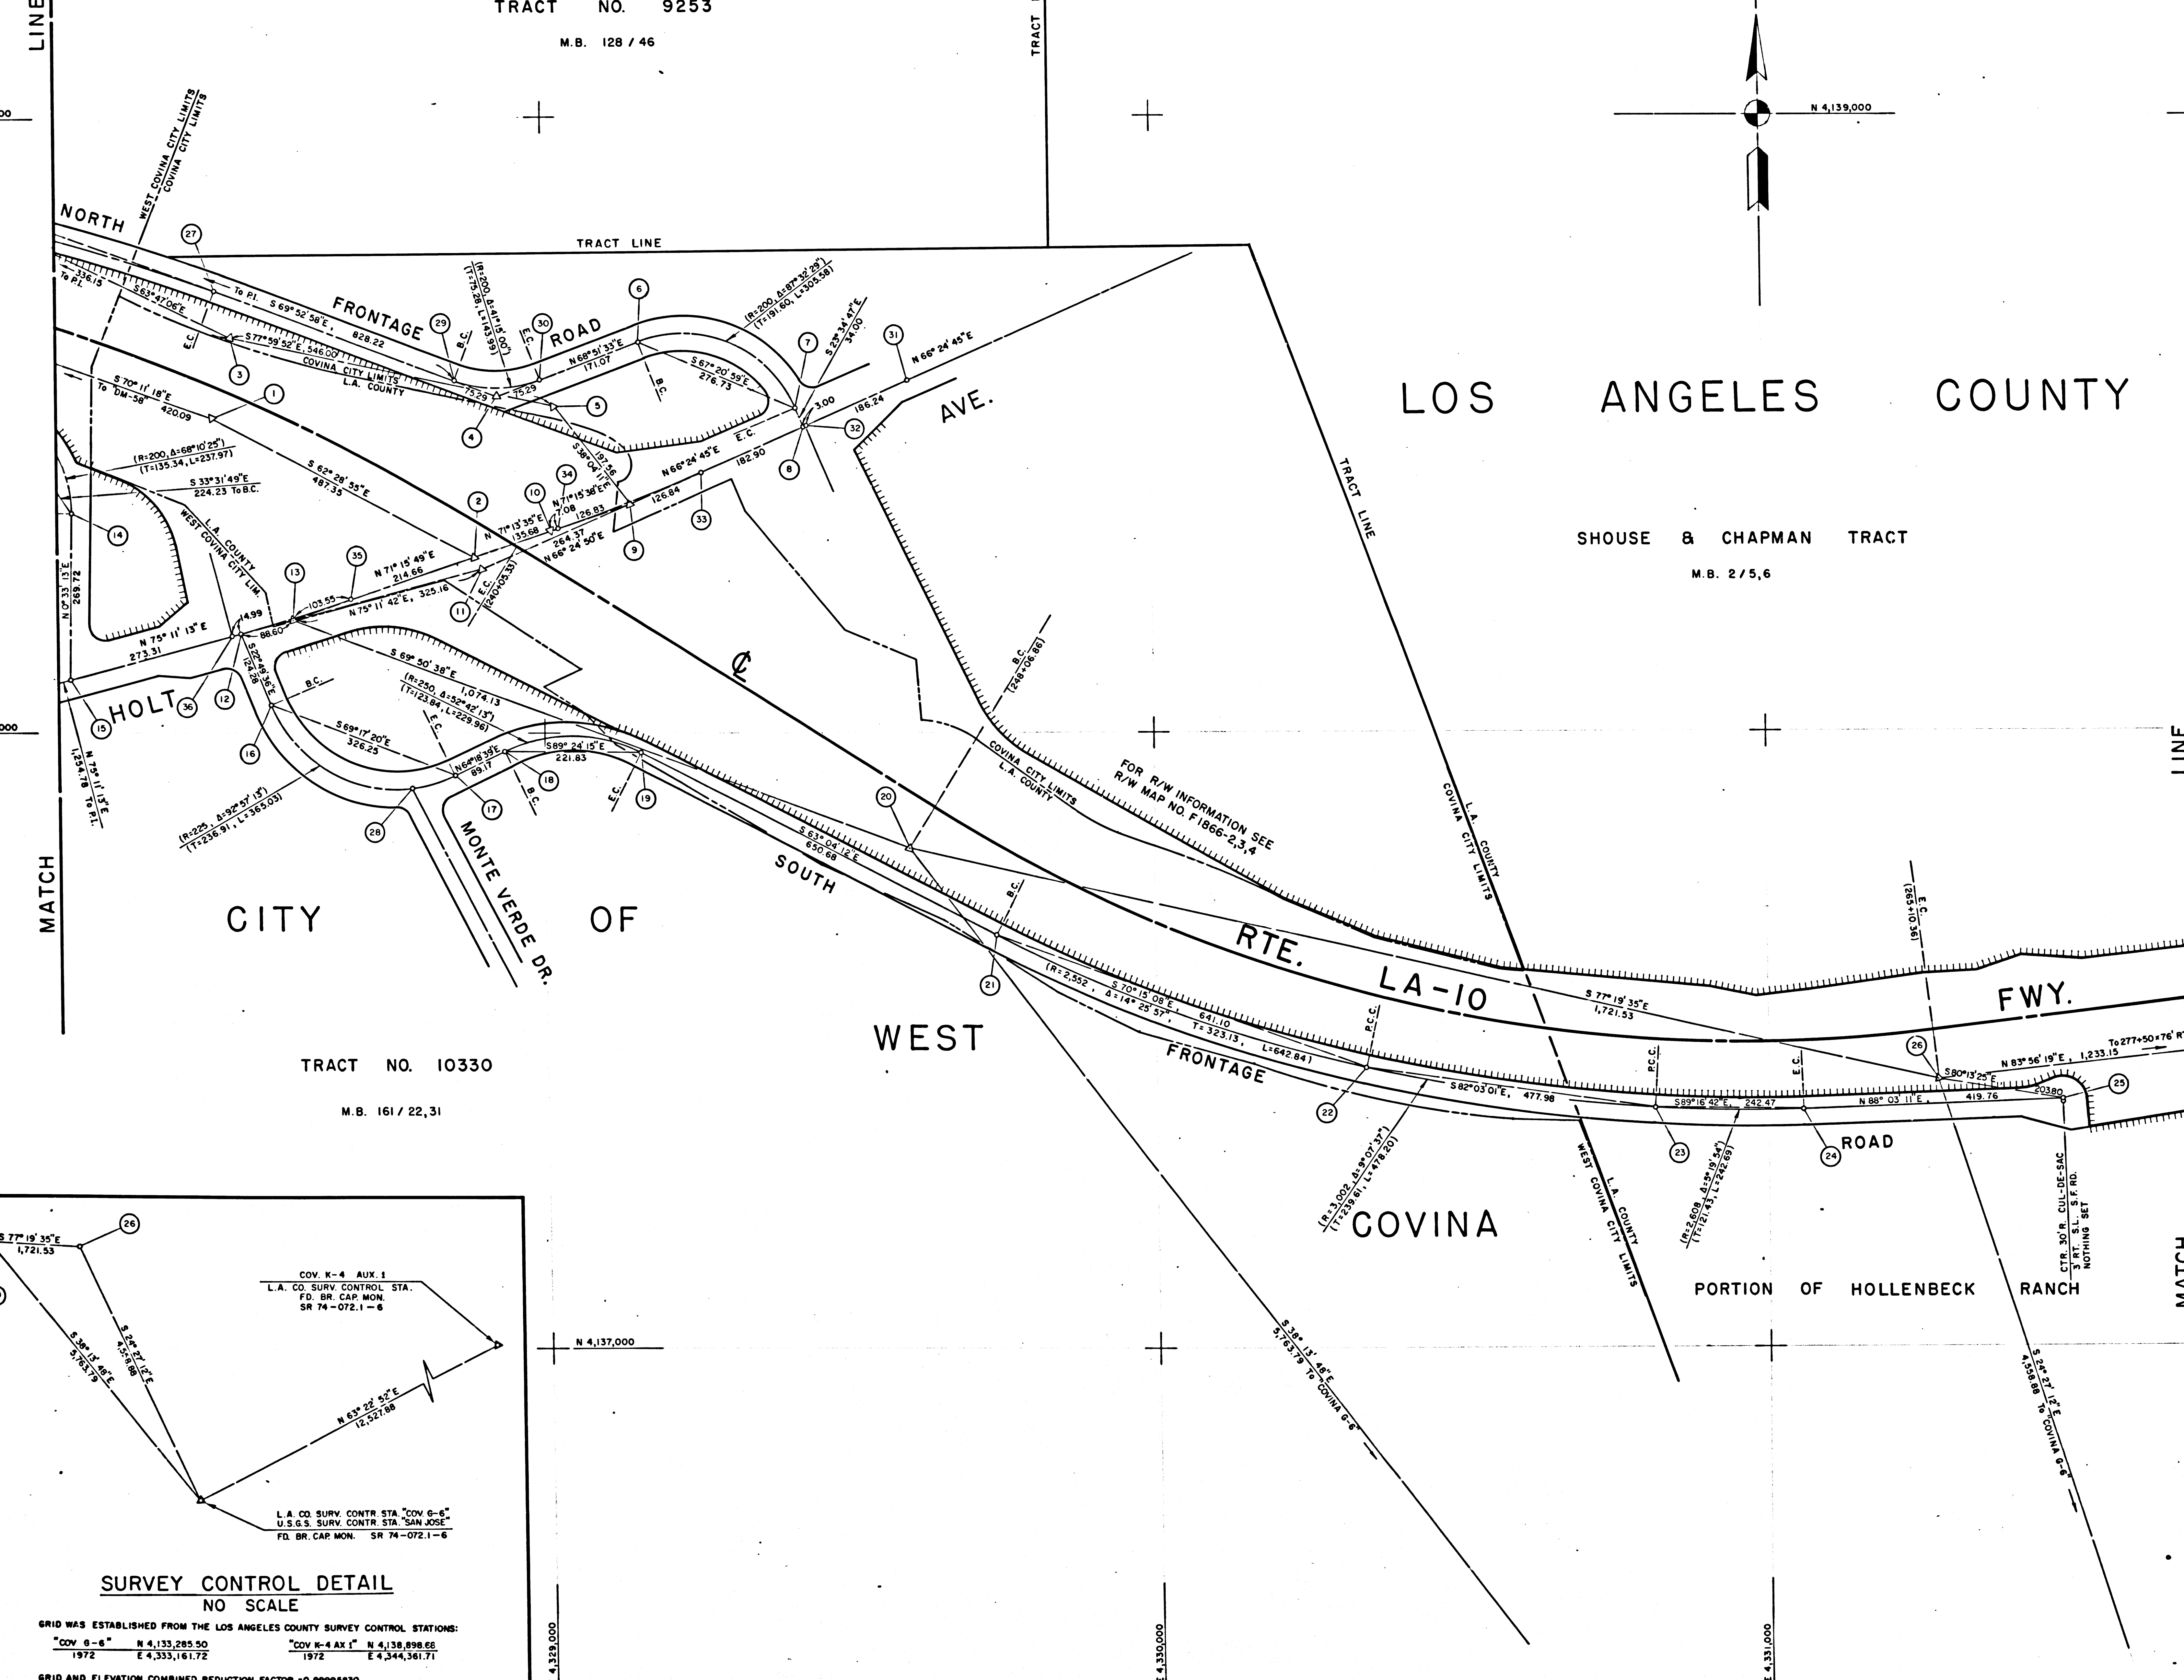 TRACT NO. 9253
M.B. 128 / 46
LINE
TRACT
WEST COVINA CITY LIMITS
COVINA CITY LIMITS
N 4,139,000
NORTH
FRONTAGE
ROAD
TRACT LINE
27
336.15
To P.I.
S 63° 47' 06"E
To P.I. S 69° 52' 58"E, 828.22
E.C.
S 77° 59' 52"E, 546.00
COVINA CITY LIMITS
L.A. COUNTY
3
29
B.C.
(R=200, Δ=41° 15' 00")
(T=75.28, L=143.99)
E.C.
30
6
N 68° 51' 33"E
171.07
(R=200, Δ=87° 32' 29")
(T=191.60, L=305.58)
B.C.
S 67° 20' 59"E
276.73
7
S 23° 34' 47"E
34.00
31
N 66° 24' 45"E
75.29
75.29
5
4
3.00
186.24
AVE.
32
E.C.
8
S 70° 11' 18"E
To "DM-58" 420.09
1
(R=200, Δ=68° 10' 25")
(T=135.34, L=237.97)
S 33° 31' 49"E
224.23 To B.C.
14
S 62° 28' 55"E
487.35
2
197.56
S 38° 04' 11"E
34
10
N 71° 15' 38"E
7.08
126.83
N 71° 13' 35"E
135.68
264.37
N 66° 24' 50"E
9
N 66° 24' 45"E
182.90
126.84
33
L.A. COUNTY
WEST COVINA CITY LIM.
35
13
N 71° 15' 49"E
214.66
103.55
N 75° 11' 42"E, 325.16
11
E.C.
(240+05.33)
N 0° 33' 13"E
269.72
14.99
88.60
N 75° 11' 13"E
273.31
S 22° 49' 36"E
124.28
HOLT
36
12
15
N 75° 11' 13"E
1,254.78 To P.I.
16
B.C.
S 69° 50' 38"E
1,074.13
(R=250, Δ=52° 42' 13")
(T=123.84, L=229.96)
S 69° 17' 20"E
326.25
E.C.
N 64° 18' 39"E
89.17
S 89° 24' 15"E
221.83
17
18
B.C.
E.C.
19
(R=225, Δ=92° 57' 13")
(T=236.91, L=365.03)
28
MONTE VERDE DR.
℄
B.C.
(248+06.86)
COVINA CITY LIMITS
L.A. COUNTY
FOR R/W INFORMATION SEE
R/W MAP NO. F1866-2,3,4
LOS ANGELES COUNTY
SHOUSE & CHAPMAN TRACT
M.B. 2/5,6
TRACT LINE
L.A. COUNTY
COVINA CITY LIMITS
LINE
MATCH
CITY OF
WEST
COVINA
20
S 63° 04' 12"E
650.68
SOUTH
FRONTAGE
ROAD
B.C.
21
S 70° 15' 08"E, 641.10
(R=2,552, Δ=14° 25' 57", T=323.13, L=642.84)
P.C.C.
22
RTE. LA-10
FWY.
S 77° 19' 35"E
1,721.53
E.C.
(265+10.36)
S 82° 03' 01"E, 477.98
P.C.C.
23
S 89° 16' 42"E, 242.47
E.C.
24
N 88° 03' 11"E, 419.76
26
S 80° 13' 25"E
203.80
N 83° 56' 19"E, 1,233.15
To 277+50=76' R
25
(R=3,002, Δ=9° 07' 37")
(T=239.61, L=478.20)
(R=2,608, Δ=5° 19' 54")
(T=121.43, L=242.69)
L.A. COUNTY
WEST COVINA CITY LIMITS
CTR. 30' R. CUL-DE-SAC
3' RT. S.L. S.F. RD.
NOTHING SET
PORTION OF HOLLENBECK RANCH
MATCH
TRACT NO. 10330
M.B. 161 / 22,31
S 38° 13' 48"E
5,763.79 To "COVINA G-6"
S 24° 27' 12"E
4,558.88 To "COVINA G-6"
26
S 77° 19' 35"E
1,721.53
COV. K-4 AUX. 1
L.A. CO. SURV. CONTROL STA.
FD. BR. CAP. MON.
SR 74-072.1-6
S 38° 13' 48"E
5,763.79
S 24° 27' 12"E
4,558.88
N 63° 22' 52"E
12,527.88
N 4,137,000
L.A. CO. SURV. CONTR. STA. "COV. G-6"
U.S.G.S. SURV. CONTR. STA. "SAN JOSE"
FD. BR. CAP. MON. SR 74-072.1-6
SURVEY CONTROL DETAIL
NO SCALE
GRID WAS ESTABLISHED FROM THE LOS ANGELES COUNTY SURVEY CONTROL STATIONS:
"COV G-6" N 4,133,285.50 "COV K-4 AX 1" N 4,138,898.68
1972 E 4,333,161.72 1972 E 4,344,361.71
GRID AND ELEVATION COMBINED REDUCTION FACTOR
4,329,000
E 4,330,000
E 4,331,000